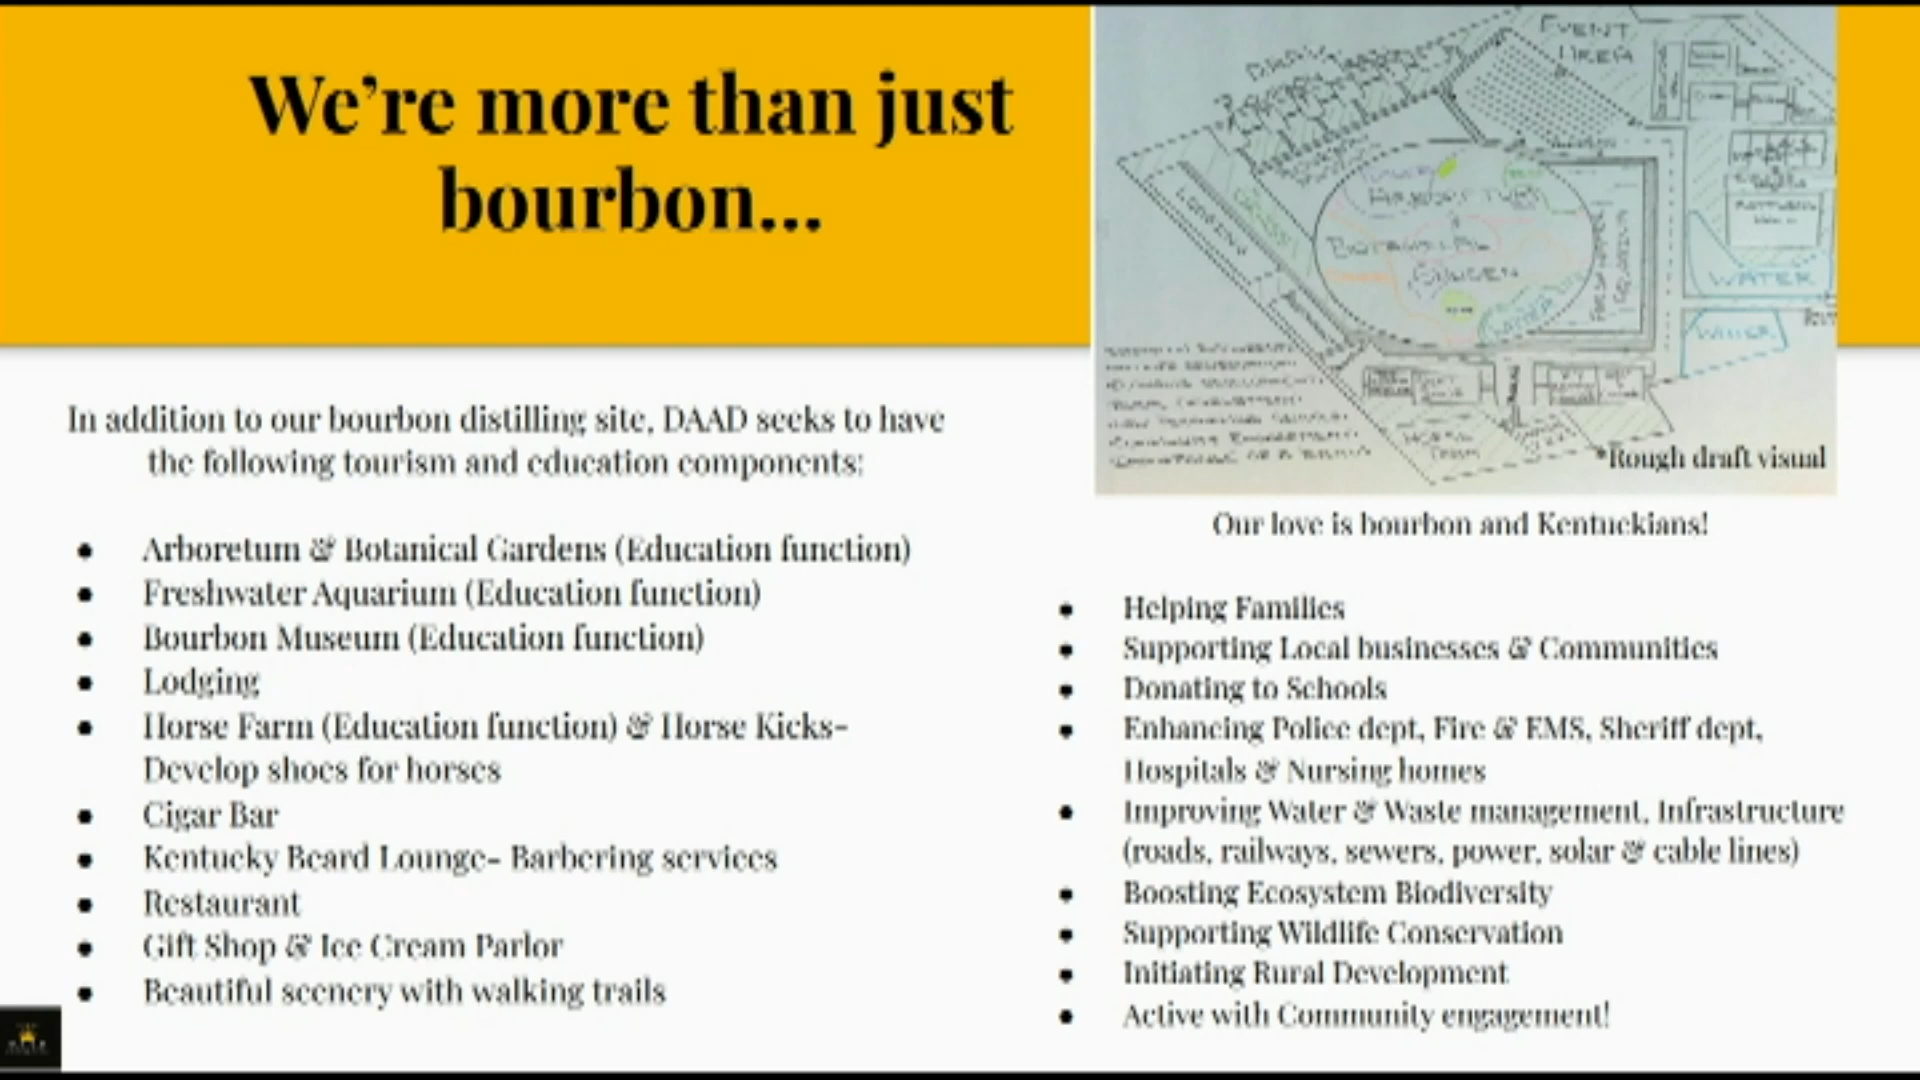 We're more than just
bourbon...
In addition to our bourbon distilling site, DAAD seeks to have
the following tourism and education components:
● Arboretum & Botanical Gardens (Education function)
● Freshwater Aquarium (Education function)
● Bourbon Museum (Education function)
● Lodging
● Horse Farm (Education function) & Horse Kicks-
Develop shoes for horses
● Cigar Bar
● Kentucky Beard Lounge- Barbering services
● Restaurant
● Gift Shop & Ice Cream Parlor
● Beautiful scenery with walking trails
EVENT
AREA
BOTANICAL
GARDEN
WATER
WATER
WATER
*Rough draft visual
Our love is bourbon and Kentuckians!
● Helping Families
● Supporting Local businesses & Communities
● Donating to Schools
● Enhancing Police dept, Fire & EMS, Sheriff dept,
Hospitals & Nursing homes
● Improving Water & Waste management, Infrastructure
(roads, railways, sewers, power, solar & cable lines)
● Boosting Ecosystem Biodiversity
● Supporting Wildlife Conservation
● Initiating Rural Development
● Active with Community engagement!